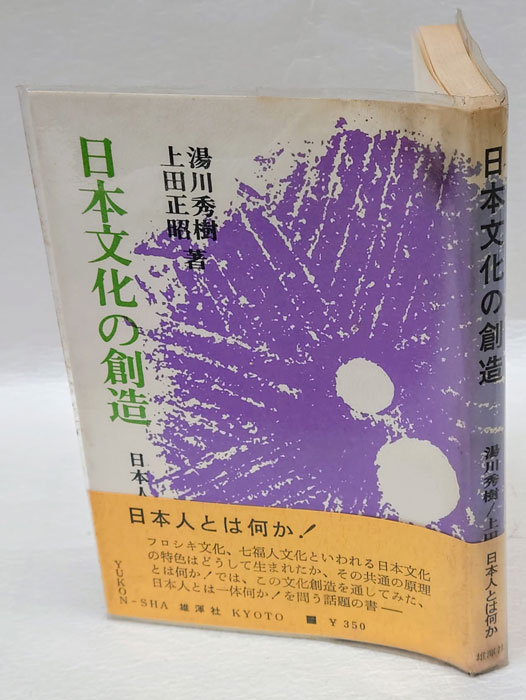 日本文化の創造
湯川秀樹
上田正昭 著
日本人
日本人とは何か！
フロシキ文化、七福人文化といわれる日本文化
の特色はどうして生まれたか、その共通の原理
とは何か！では、この文化創造を通してみた、
日本人とは一体何か！を問う話題の書──
YUKON-SHA 雄渾社 KYOTO ¥350
日本文化の創造
湯川秀樹/上田
日本人とは何か
雄渾社